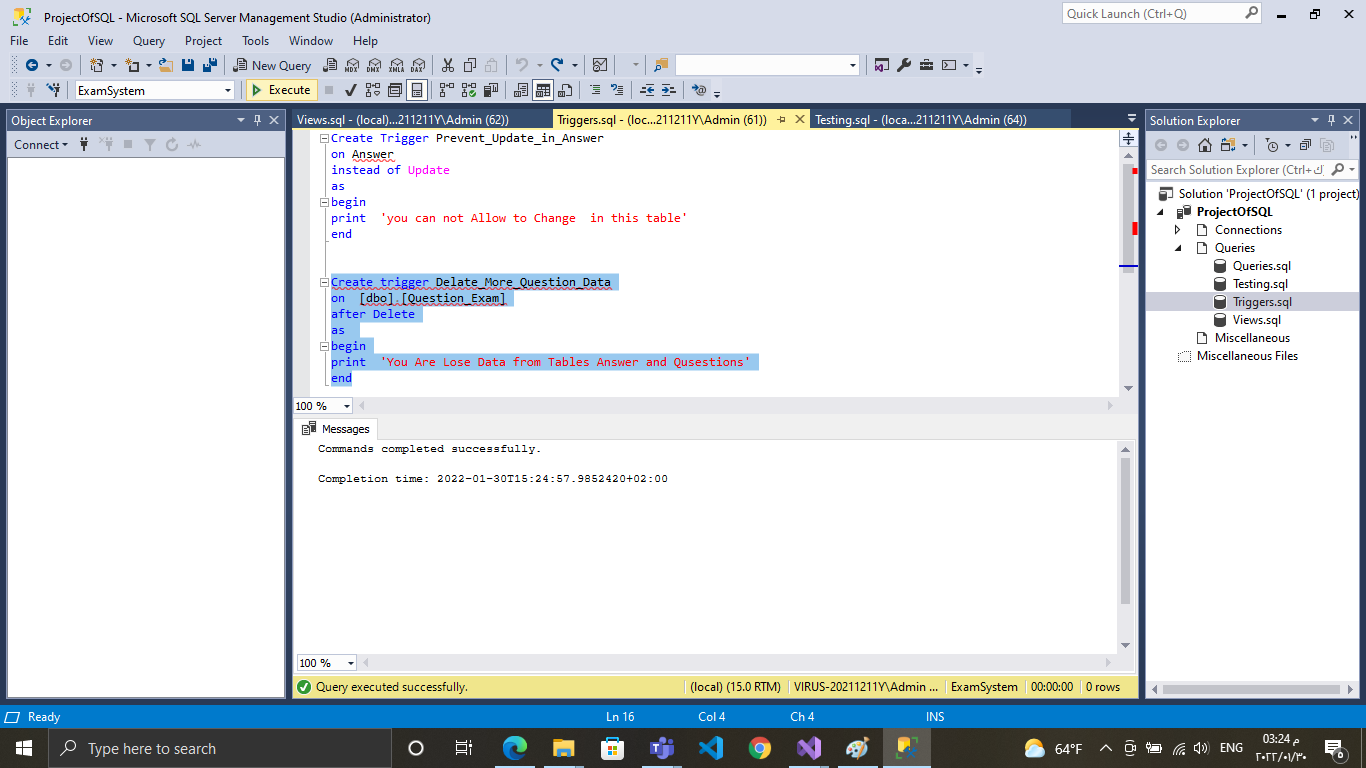 ProjectOfSQL - Microsoft SQL Server Management Studio (Administrator)
Quick Launch (Ctrl+Q)
File Edit View Query Project Tools Window Help
New Query
MDX DMX XMLA DAX
ExamSystem
Execute
Object Explorer
Connect
Views.sql - (local)...211211Y\Admin (62))
Triggers.sql - (loc...211211Y\Admin (61))
Testing.sql - (loca...211211Y\Admin (64))
Create Trigger Prevent_Update_in_Answer
on Answer
instead of Update
as
begin
print 'you can not Allow to Change in this table'
end
Create trigger Delate_More_Question_Data
on [dbo].[Question_Exam]
after Delete
as
begin
print 'You Are Lose Data from Tables Answer and Qusestions'
end
100 %
Messages
Commands completed successfully.
Completion time: 2022-01-30T15:24:57.9852420+02:00
100 %
Query executed successfully.
(local) (15.0 RTM)
VIRUS-20211211Y\Admin ...
ExamSystem
00:00:00
0 rows
Solution Explorer
Search Solution Explorer (Ctrl+
Solution 'ProjectOfSQL' (1 project)
ProjectOfSQL
Connections
Queries
Queries.sql
Testing.sql
Triggers.sql
Views.sql
Miscellaneous
Miscellaneous Files
Ready
Ln 16
Col 4
Ch 4
INS
Type here to search
64°F
ENG
03:24 م
٢٠٢٢/٠١/٣٠
8